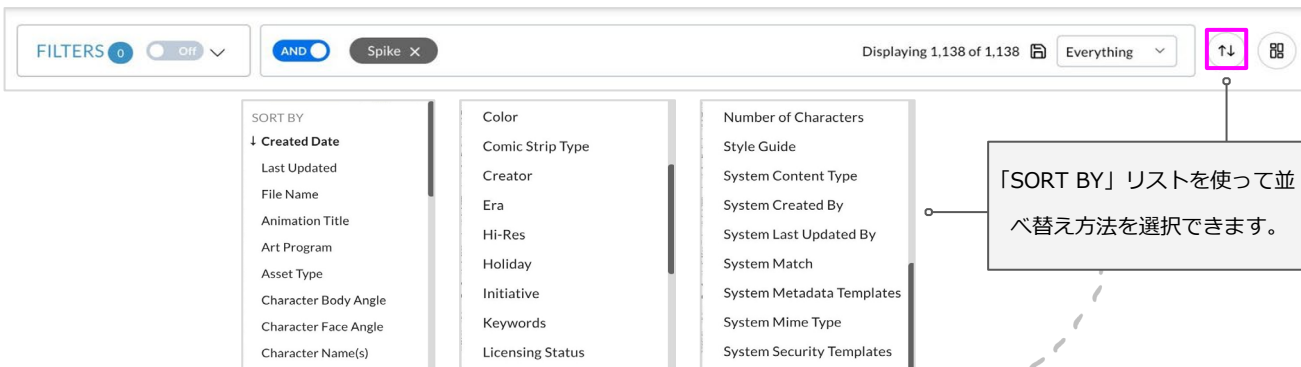 FILTERS 0 Off
AND Spike ×
Displaying 1,138 of 1,138 Everything
SORT BY
↓ Created Date
Last Updated
File Name
Animation Title
Art Program
Asset Type
Character Body Angle
Character Face Angle
Character Name(s)
Color
Comic Strip Type
Creator
Era
Hi-Res
Holiday
Initiative
Keywords
Licensing Status
Number of Characters
Style Guide
System Content Type
System Created By
System Last Updated By
System Match
System Metadata Templates
System Mime Type
System Security Templates
「SORT BY」リストを使って並
べ替え方法を選択できます。